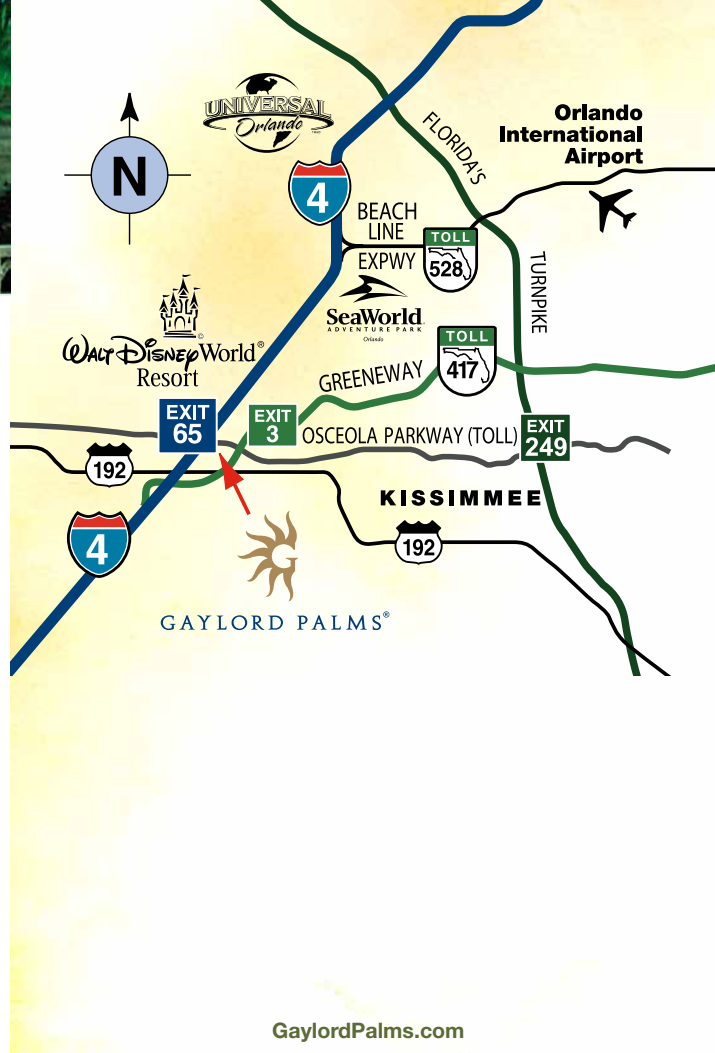 UNIVERSAL
Orlando
N
Orlando
International
Airport
FLORIDA'S
TURNPIKE
4
BEACH
LINE
EXPWY
TOLL
528
SeaWorld
ADVENTURE PARK
Orlando
WALT DISNEY World®
©
Resort
TOLL
417
GREENEWAY
EXIT
65
EXIT
3
OSCEOLA PARKWAY (TOLL)
EXIT
249
192
KISSIMMEE
192
4
G
GAYLORD PALMS®
GaylordPalms.com